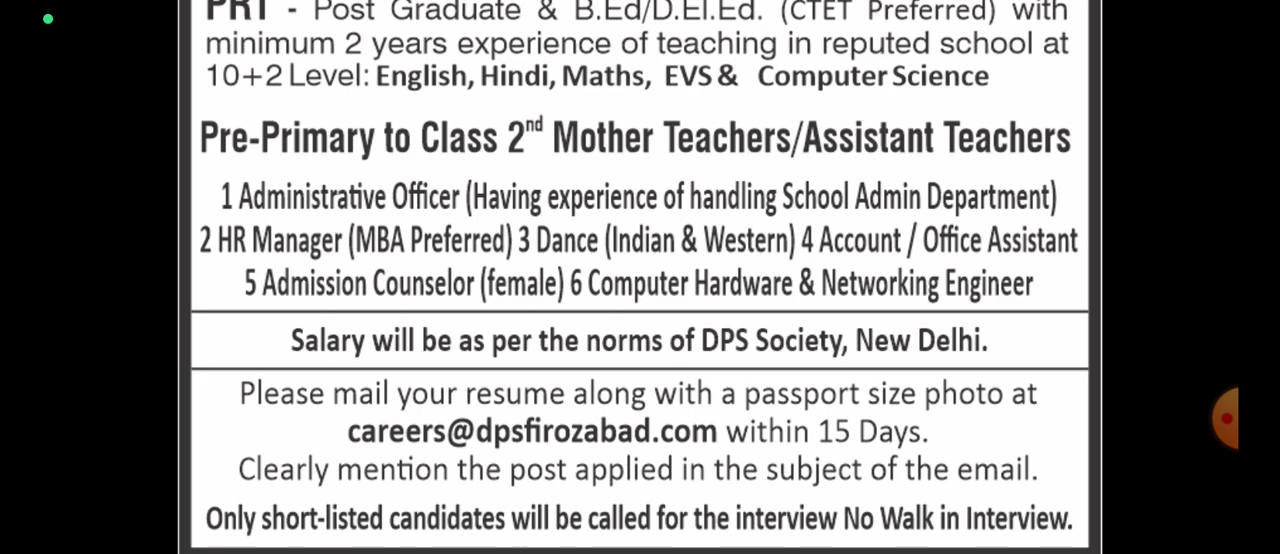 PRT - Post Graduate & B.Ed/D.El.Ed. (CTET Preferred) with
minimum 2 years experience of teaching in reputed school at
10+2 Level: English, Hindi, Maths, EVS & Computer Science
Pre-Primary to Class 2nd Mother Teachers/Assistant Teachers
1 Administrative Officer (Having experience of handling School Admin Department)
2 HR Manager (MBA Preferred) 3 Dance (Indian & Western) 4 Account / Office Assistant
5 Admission Counselor (female) 6 Computer Hardware & Networking Engineer
Salary will be as per the norms of DPS Society, New Delhi.
Please mail your resume along with a passport size photo at
careers@dpsfirozabad.com within 15 Days.
Clearly mention the post applied in the subject of the email.
Only short-listed candidates will be called for the interview No Walk in Interview.